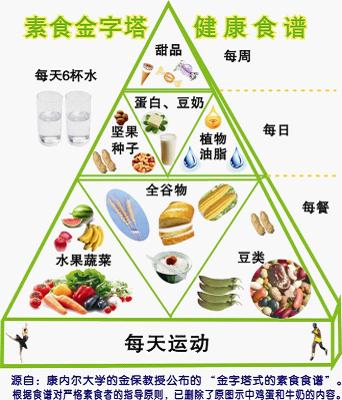 素食金字塔 健康食谱
甜品
每周
每天6杯水
蛋白、豆奶
坚果
种子
植物
油脂
每日
全谷物
每餐
水果蔬菜
豆类
每天运动
源自：康内尔大学的金保教授公布的“金字塔式的素食食谱”。
根据食谱对严格素食者的指导原则，已删除了原图示中鸡蛋和牛奶的内容。